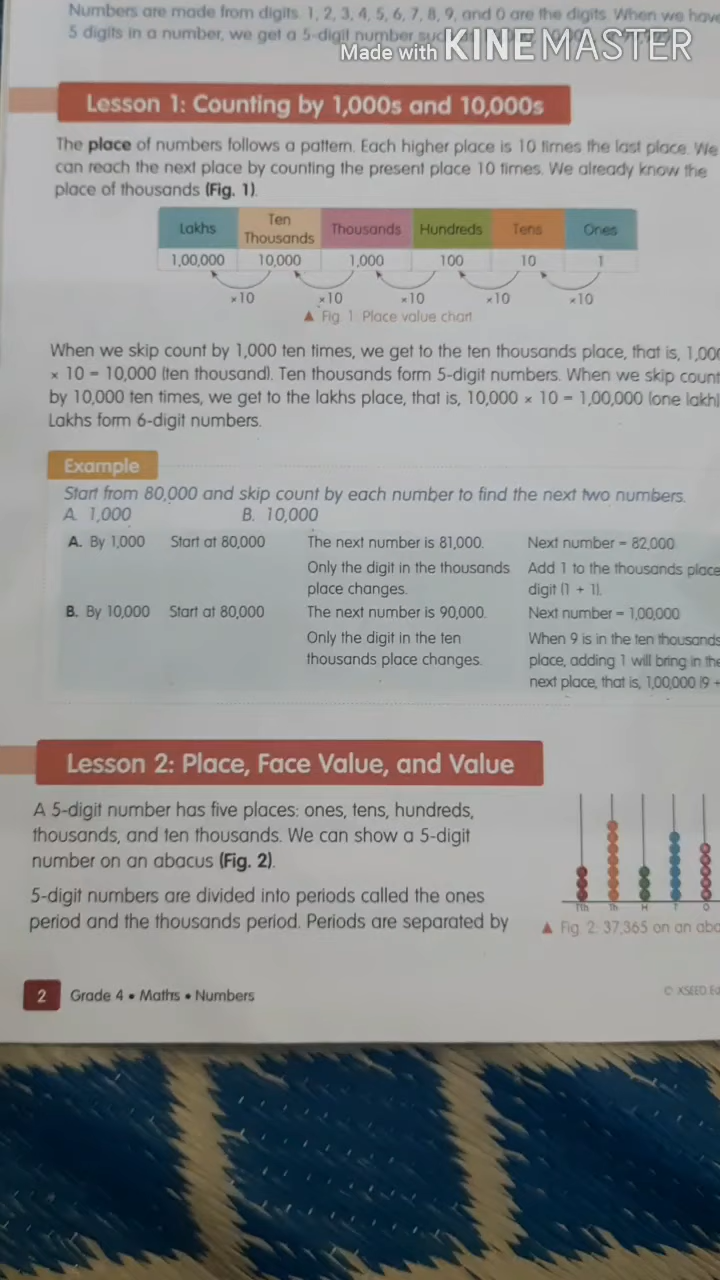 Numbers are made from digits. 1, 2, 3, 4, 5, 6, 7, 8, 9, and 0 are the digits. When we have
5 digits in a number, we get a 5-digit number
Made with KINEMASTER
Lesson 1: Counting by 1,000s and 10,000s
The place of numbers follows a pattern. Each higher place is 10 times the last place. We
can reach the next place by counting the present place 10 times. We already know the
place of thousands (Fig. 1).
Lakhs Ten Thousands Thousands Hundreds Tens Ones
1,00,000 10,000 1,000 100 10 1
×10 ×10 ×10 ×10 ×10
▲ Fig. 1: Place value chart
When we skip count by 1,000 ten times, we get to the ten thousands place, that is, 1,000
× 10 = 10,000 (ten thousand). Ten thousands form 5-digit numbers. When we skip count
by 10,000 ten times, we get to the lakhs place, that is, 10,000 × 10 = 1,00,000 (one lakh).
Lakhs form 6-digit numbers.
Example
Start from 80,000 and skip count by each number to find the next two numbers.
A. 1,000 B. 10,000
A. By 1,000 Start at 80,000 The next number is 81,000. Next number = 82,000
Only the digit in the thousands Add 1 to the thousands place
place changes. digit (1 + 1).
B. By 10,000 Start at 80,000 The next number is 90,000. Next number = 1,00,000
Only the digit in the ten When 9 is in the ten thousands
thousands place changes. place, adding 1 will bring in the
next place, that is, 1,00,000 (9 +
Lesson 2: Place, Face Value, and Value
A 5-digit number has five places: ones, tens, hundreds,
thousands, and ten thousands. We can show a 5-digit
number on an abacus (Fig. 2).
5-digit numbers are divided into periods called the ones
period and the thousands period. Periods are separated by
TTh Th H T O
▲ Fig. 2: 37,365 on an aba
2 Grade 4 • Maths • Numbers
© XSEED Ed